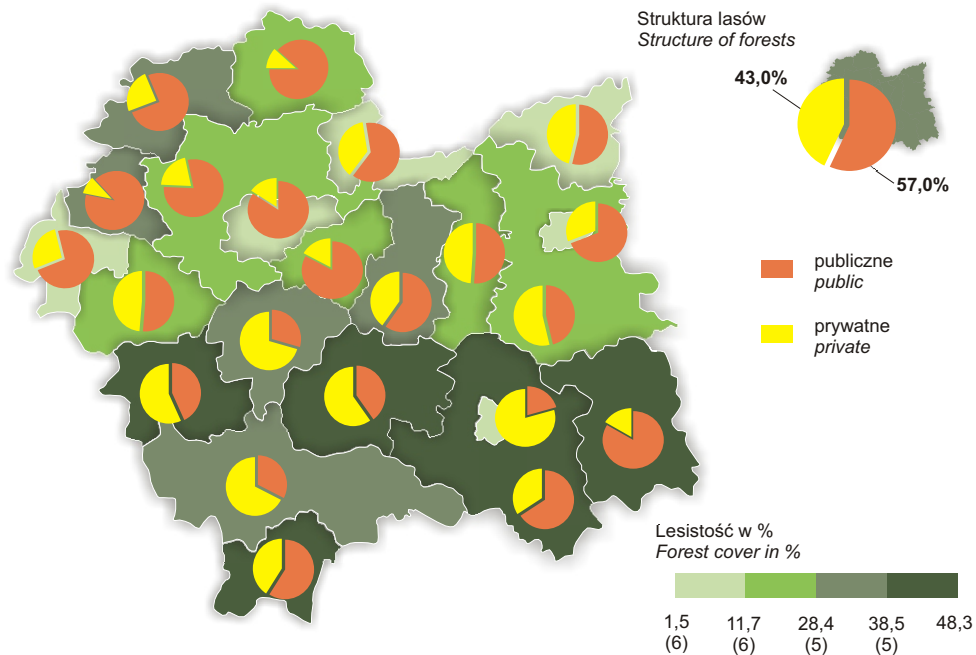 Struktura lasów
Structure of forests
43,0%
57,0%
publiczne
public
prywatne
private
Lesistość w %
Forest cover in %
1,5 11,7 28,4 38,5 48,3
(6) (6) (5) (5)